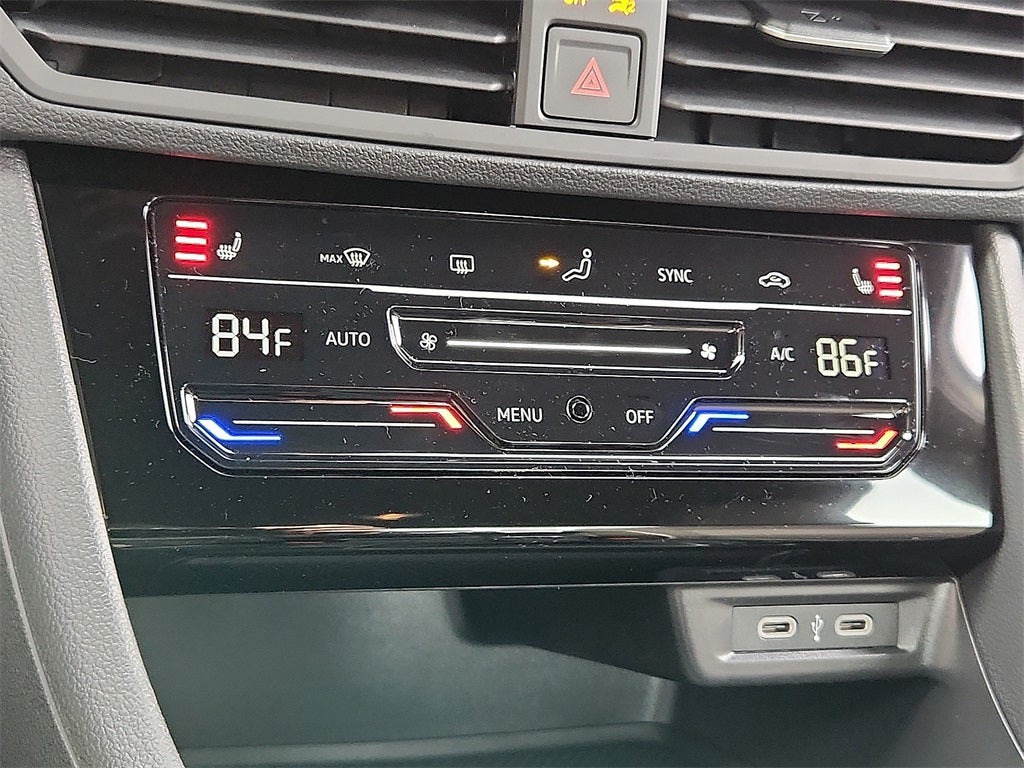 MAX SYNC
84F AUTO A/C 86F
MENU OFF